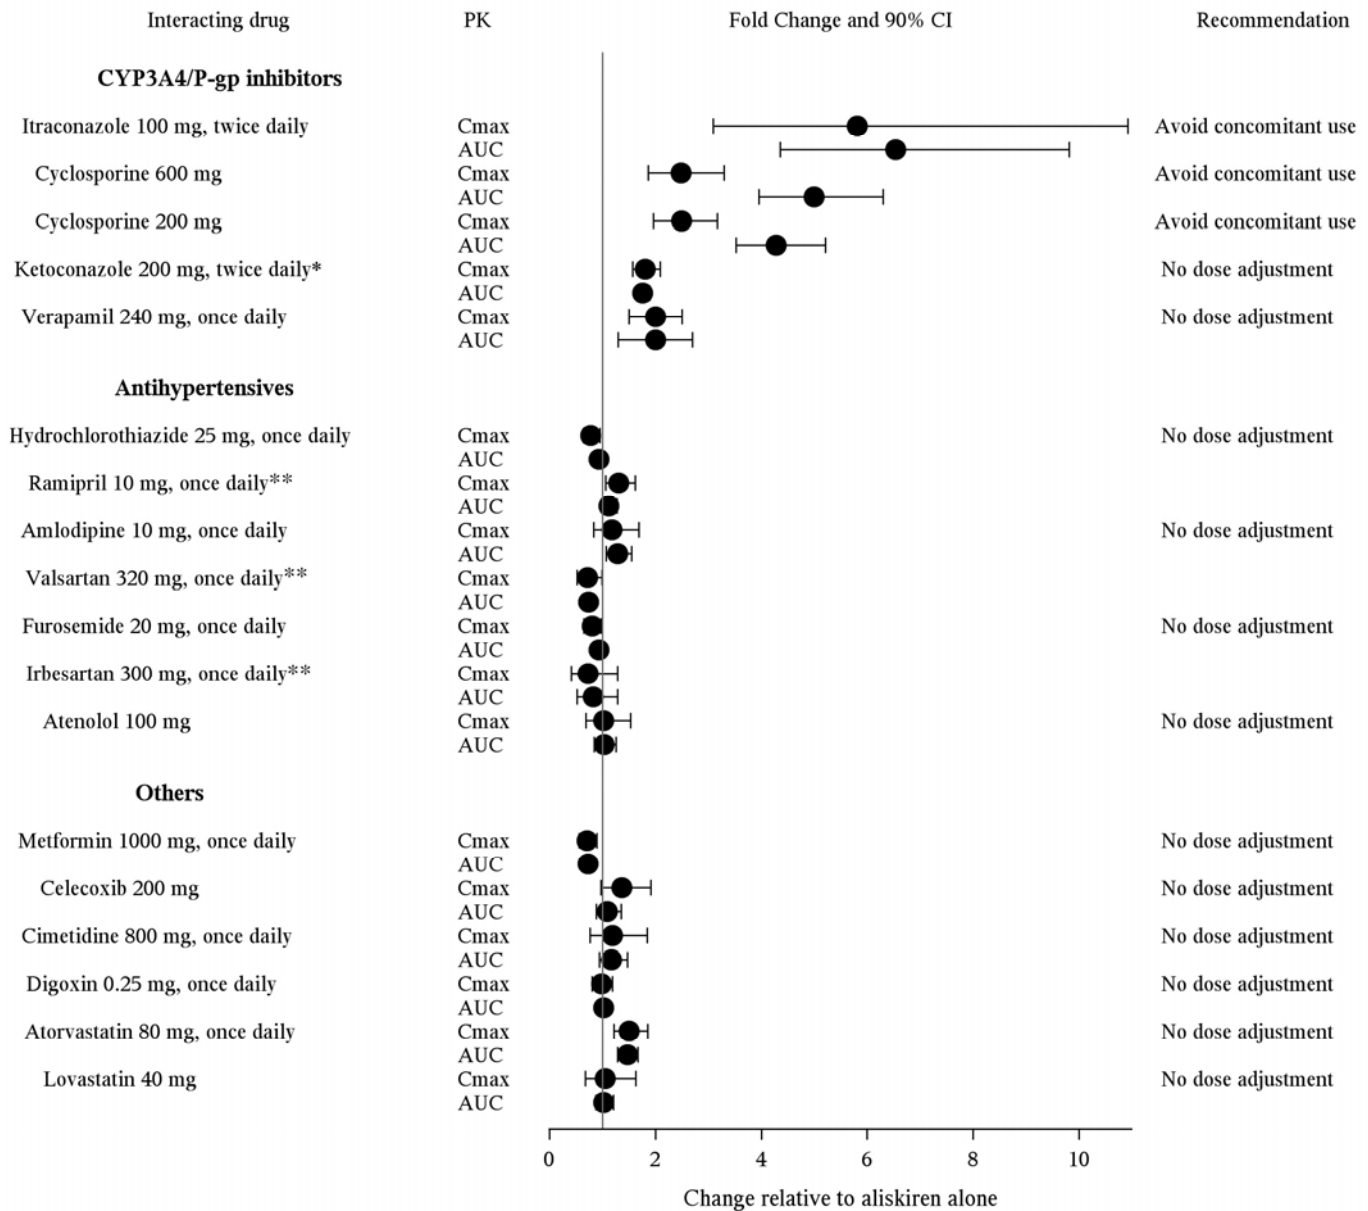 Interacting drug PK Fold Change and 90% CI Recommendation
CYP3A4/P-gp inhibitors
Itraconazole 100 mg, twice daily Cmax Avoid concomitant use
AUC
Cyclosporine 600 mg Cmax Avoid concomitant use
AUC
Cyclosporine 200 mg Cmax Avoid concomitant use
AUC
Ketoconazole 200 mg, twice daily* Cmax No dose adjustment
AUC
Verapamil 240 mg, once daily Cmax No dose adjustment
AUC
Antihypertensives
Hydrochlorothiazide 25 mg, once daily Cmax No dose adjustment
AUC
Ramipril 10 mg, once daily** Cmax
AUC
Amlodipine 10 mg, once daily Cmax No dose adjustment
AUC
Valsartan 320 mg, once daily** Cmax
AUC
Furosemide 20 mg, once daily Cmax No dose adjustment
AUC
Irbesartan 300 mg, once daily** Cmax
AUC
Atenolol 100 mg Cmax No dose adjustment
AUC
Others
Metformin 1000 mg, once daily Cmax No dose adjustment
AUC
Celecoxib 200 mg Cmax No dose adjustment
AUC
Cimetidine 800 mg, once daily Cmax No dose adjustment
AUC
Digoxin 0.25 mg, once daily Cmax No dose adjustment
AUC
Atorvastatin 80 mg, once daily Cmax No dose adjustment
AUC
Lovastatin 40 mg Cmax No dose adjustment
AUC
0 2 4 6 8 10
Change relative to aliskiren alone